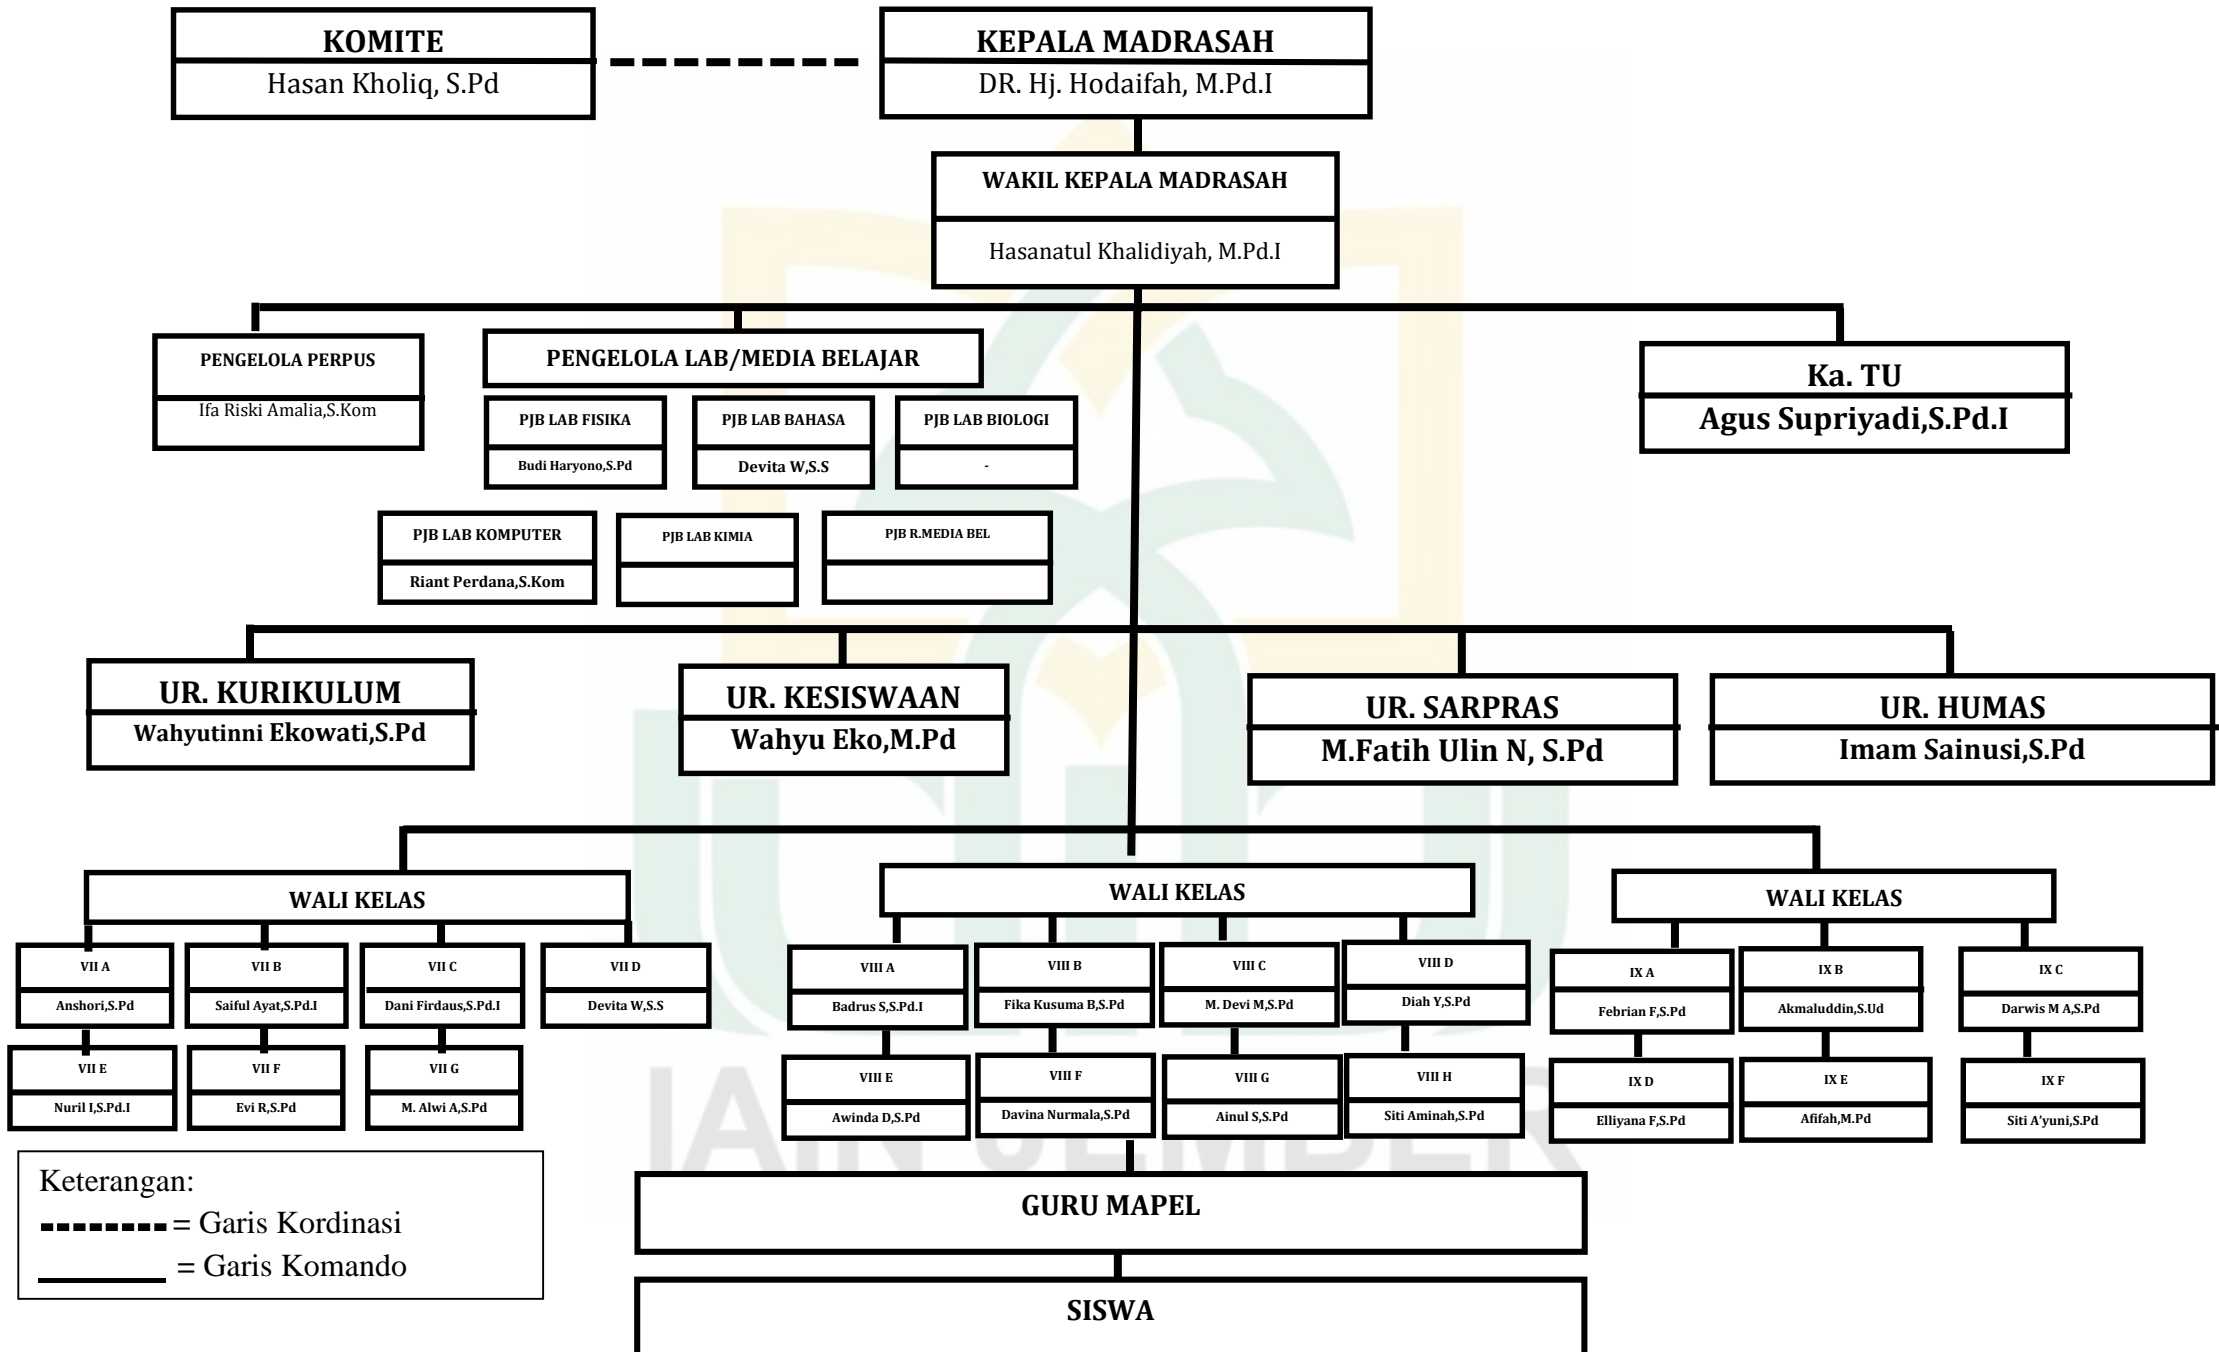 KOMITE
Hasan Kholiq, S.Pd
KEPALA MADRASAH
DR. Hj. Hodaifah, M.Pd.I
WAKIL KEPALA MADRASAH
Hasanatul Khalidiyah, M.Pd.I
PENGELOLA PERPUS
Ifa Riski Amalia,S.Kom
PENGELOLA LAB/MEDIA BELAJAR
PJB LAB FISIKA
Budi Haryono,S.Pd
PJB LAB BAHASA
Devita W,S.S
PJB LAB BIOLOGI
-
PJB LAB KOMPUTER
Riant Perdana,S.Kom
PJB LAB KIMIA
PJB R.MEDIA BEL
Ka. TU
Agus Supriyadi,S.Pd.I
UR. KURIKULUM
Wahyutinni Ekowati,S.Pd
UR. KESISWAAN
Wahyu Eko,M.Pd
UR. SARPRAS
M.Fatih Ulin N, S.Pd
UR. HUMAS
Imam Sainusi,S.Pd
WALI KELAS
VII A
Anshori,S.Pd
VII B
Saiful Ayat,S.Pd.I
VII C
Dani Firdaus,S.Pd.I
VII D
Devita W,S.S
VII E
Nuril I,S.Pd.I
VII F
Evi R,S.Pd
VII G
M. Alwi A,S.Pd
WALI KELAS
VIII A
Badrus S,S.Pd.I
VIII B
Fika Kusuma B,S.Pd
VIII C
M. Devi M,S.Pd
VIII D
Diah Y,S.Pd
VIII E
Awinda D,S.Pd
VIII F
Davina Nurmala,S.Pd
VIII G
Ainul S,S.Pd
VIII H
Siti Aminah,S.Pd
WALI KELAS
IX A
Febrian F,S.Pd
IX B
Akmaluddin,S.Ud
IX C
Darwis M A,S.Pd
IX D
Elliyana F,S.Pd
IX E
Afifah,M.Pd
IX F
Siti A’yuni,S.Pd
IAIN JEMBER
GURU MAPEL
SISWA
Keterangan:
= Garis Kordinasi
= Garis Komando